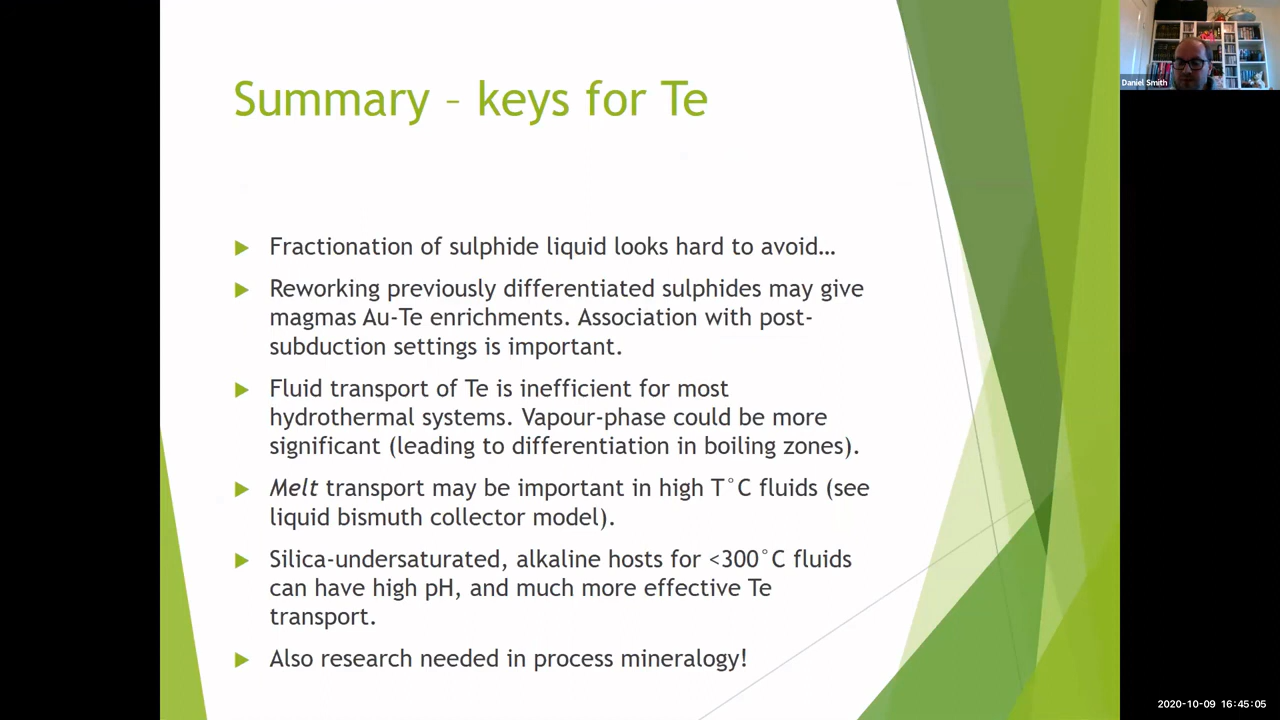 Summary – keys for Te
Fractionation of sulphide liquid looks hard to avoid…
Reworking previously differentiated sulphides may give
magmas Au-Te enrichments. Association with post-
subduction settings is important.
Fluid transport of Te is inefficient for most
hydrothermal systems. Vapour-phase could be more
significant (leading to differentiation in boiling zones).
Melt transport may be important in high T°C fluids (see
liquid bismuth collector model).
Silica-undersaturated, alkaline hosts for <300°C fluids
can have high pH, and much more effective Te
transport.
Also research needed in process mineralogy!
Daniel Smith
2020-10-09 16:45:05